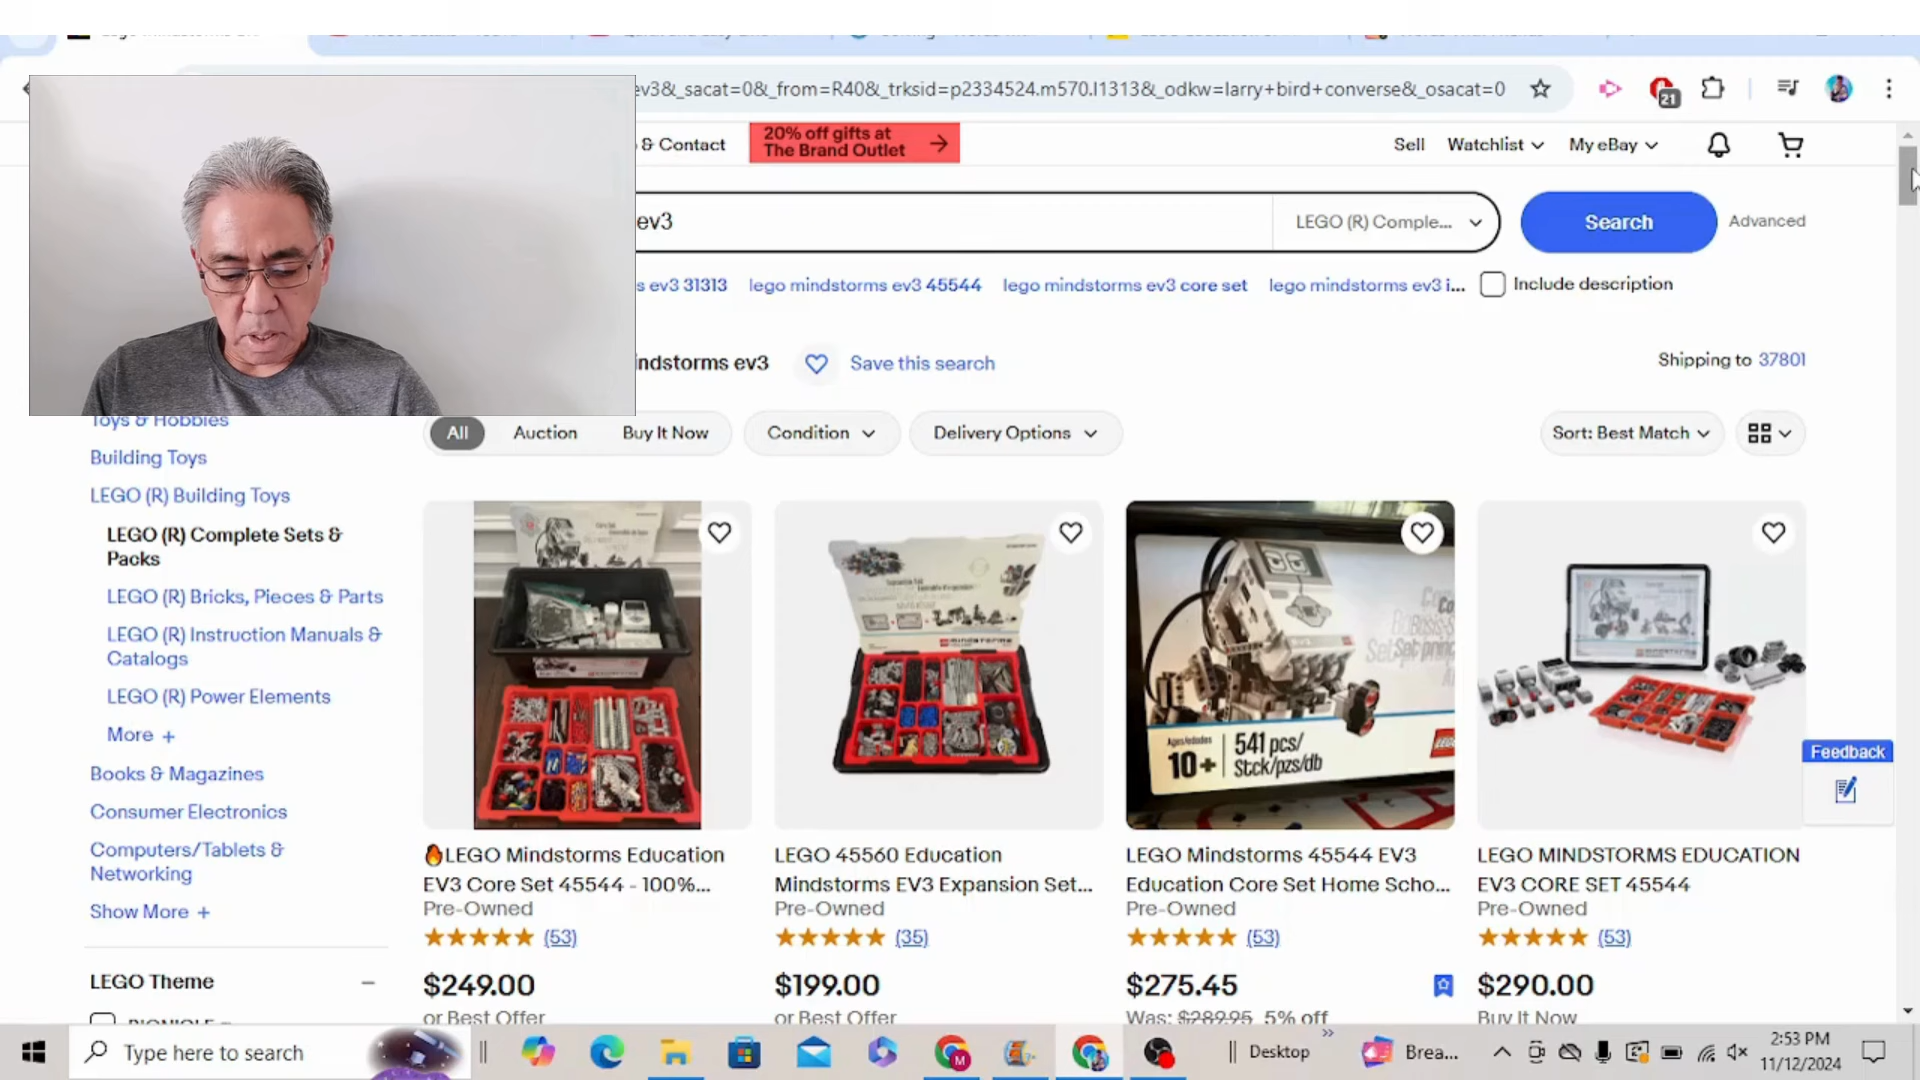 ev3&_sacat=0&_from=R40&_trksid=p2334524.m570.l1313&_odkw=larry+bird+converse&_osacat=0
21
& Contact
20% off gifts at
The Brand Outlet
Sell Watchlist My eBay
ev3
LEGO (R) Comple...
Search
Advanced
s ev3 31313 lego mindstorms ev3 45544 lego mindstorms ev3 core set lego mindstorms ev3 i... Include description
indstorms ev3 Save this search
Shipping to 37801
Toys & Hobbies
All Auction Buy It Now Condition Delivery Options
Sort: Best Match
Building Toys
LEGO (R) Building Toys
LEGO (R) Complete Sets &
Packs
LEGO (R) Bricks, Pieces & Parts
LEGO (R) Instruction Manuals &
Catalogs
LEGO (R) Power Elements
More +
Books & Magazines
Consumer Electronics
Computers/Tablets &
Networking
Show More +
LEGO Theme
10+
541 pcs/
Stck/pzs/db
Feedback
LEGO Mindstorms Education
EV3 Core Set 45544 - 100%...
Pre-Owned
(53)
$249.00
or Best Offer
LEGO 45560 Education
Mindstorms EV3 Expansion Set...
Pre-Owned
(35)
$199.00
or Best Offer
LEGO Mindstorms 45544 EV3
Education Core Set Home Scho...
Pre-Owned
(53)
$275.45
Was: $289.95 5% off
LEGO MINDSTORMS EDUCATION
EV3 CORE SET 45544
Pre-Owned
(53)
$290.00
Buy It Now
Type here to search
Desktop
Brea...
2:53 PM
11/12/2024